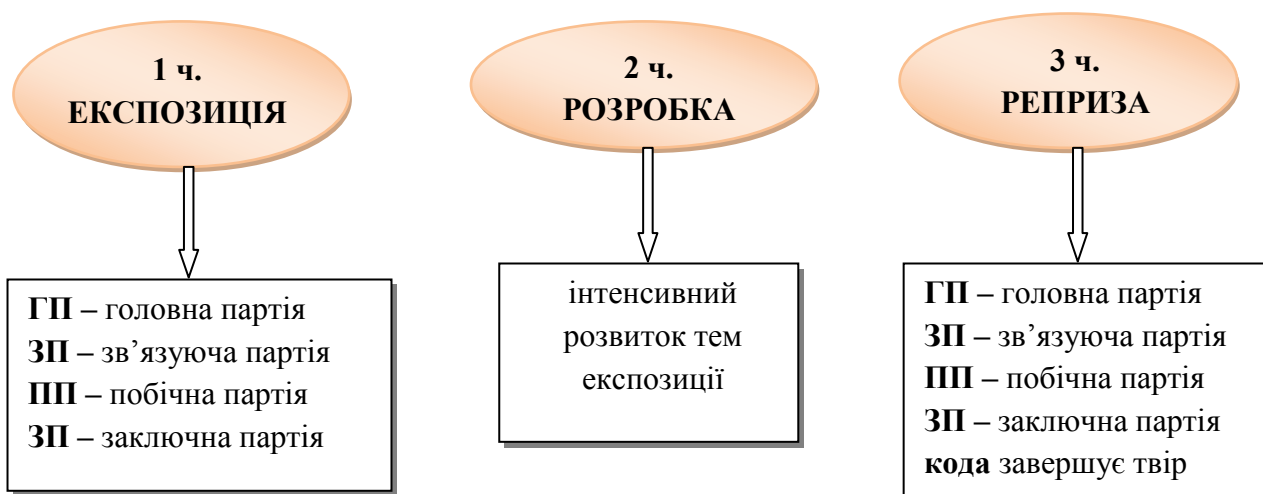 1 ч.
ЕКСПОЗИЦІЯ
ГП – головна партія
ЗП – зв’язуюча партія
ПП – побічна партія
ЗП – заключна партія
2 ч.
РОЗРОБКА
інтенсивний
розвиток тем
експозиції
3 ч.
РЕПРИЗА
ГП – головна партія
ЗП – зв’язуюча партія
ПП – побічна партія
ЗП – заключна партія
кода завершує твір